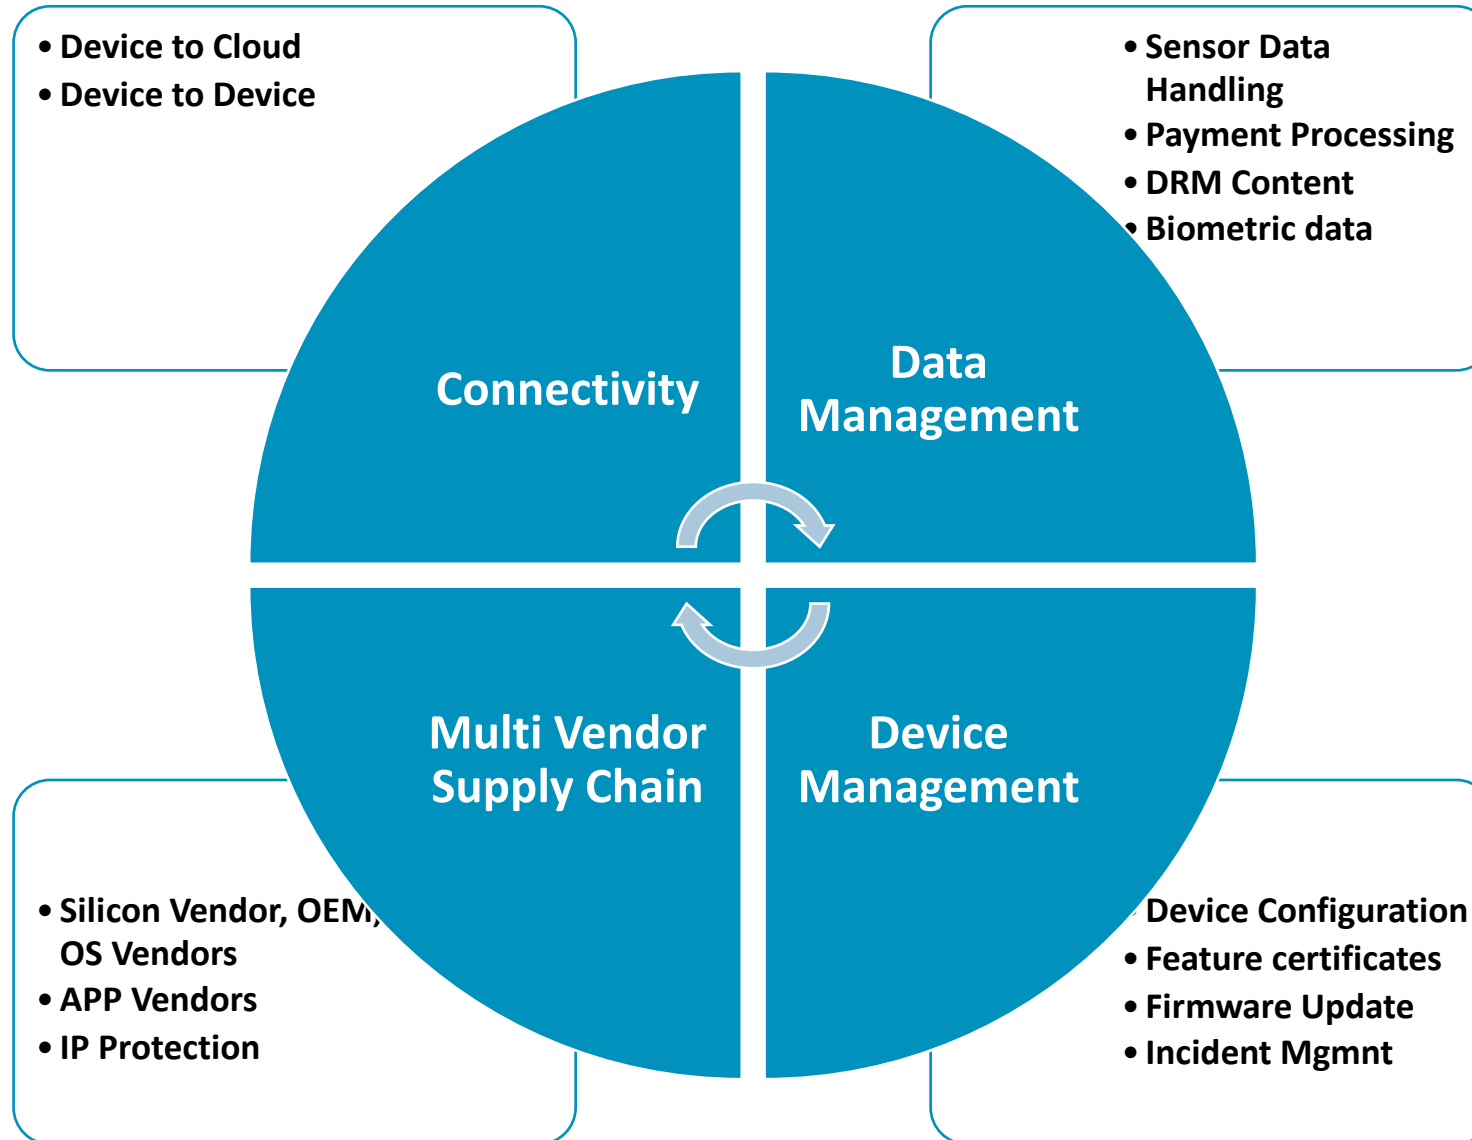 • Device to Cloud
• Device to Device
• Sensor Data
Handling
• Payment Processing
• DRM Content
• Biometric data
Connectivity
Data
Management
Multi Vendor
Supply Chain
Device
Management
• Silicon Vendor, OEM,
OS Vendors
• APP Vendors
• IP Protection
• Device Configuration
• Feature certificates
• Firmware Update
• Incident Mgmnt